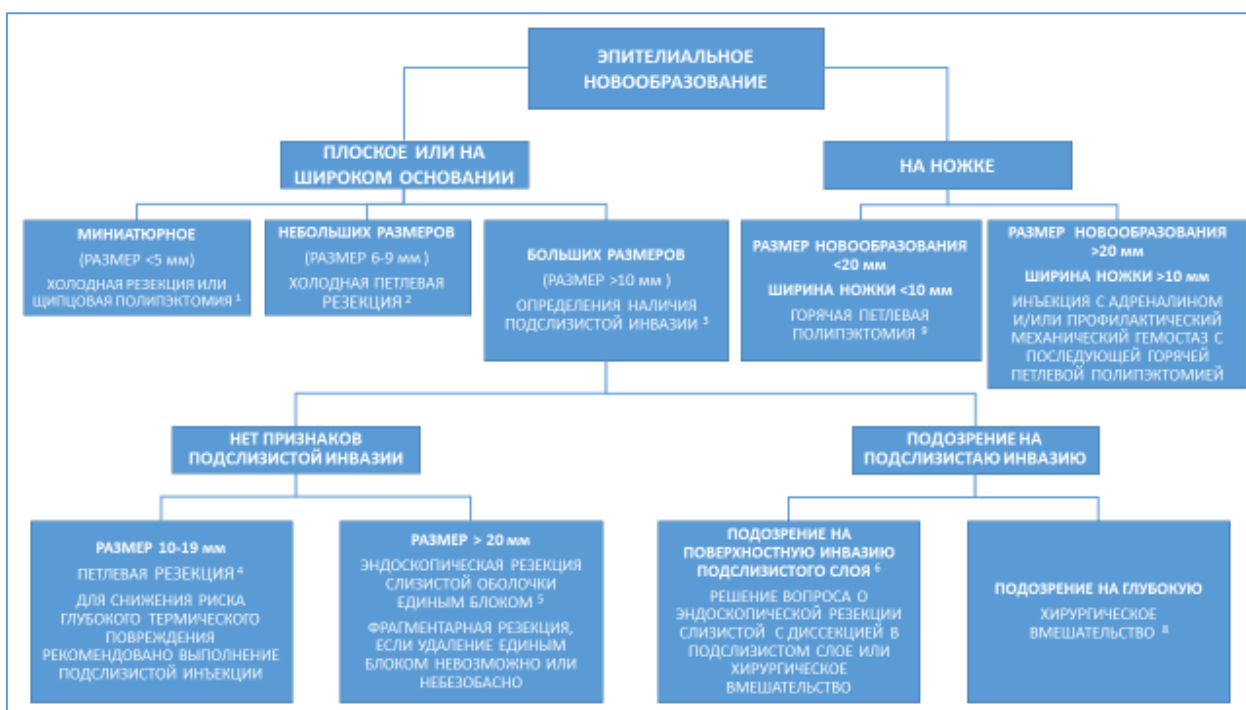 ЭПИТЕЛИАЛЬНОЕ
НОВООБРАЗОВАНИЕ
ПЛОСКОЕ ИЛИ НА
ШИРОКОМ ОСНОВАНИИ
НА НОЖКЕ
МИНИАТЮРНОЕ
(РАЗМЕР <5 мм)
ХОЛОДНАЯ РЕЗЕКЦИЯ ИЛИ
ЩИПЦОВАЯ ПОЛИПЭКТОМИЯ ¹
НЕБОЛЬШИХ РАЗМЕРОВ
(РАЗМЕР 6-9 мм )
ХОЛОДНАЯ ПЕТЛЕВАЯ
РЕЗЕКЦИЯ ²
БОЛЬШИХ РАЗМЕРОВ
(РАЗМЕР >10 мм )
ОПРЕДЕЛЕНИЯ НАЛИЧИЯ
ПОДСЛИЗИСТОЙ ИНВАЗИИ ³
РАЗМЕР НОВООБРАЗОВАНИЯ
<20 мм
ШИРИНА НОЖКИ <10 мм
ГОРЯЧАЯ ПЕТЛЕВАЯ
ПОЛИПЭКТОМИЯ ⁹
РАЗМЕР НОВООБРАЗОВАНИЯ
>20 мм
ШИРИНА НОЖКИ >10 мм
ИНЪЕКЦИЯ С АДРЕНАЛИНОМ
И/ИЛИ ПРОФИЛАКТИЧЕСКИЙ
МЕХАНИЧЕСКИЙ ГЕМОСТАЗ С
ПОСЛЕДУЮЩЕЙ ГОРЯЧЕЙ
ПЕТЛЕВОЙ ПОЛИПЭКТОМИЕЙ
НЕТ ПРИЗНАКОВ
ПОДСЛИЗИСТОЙ ИНВАЗИИ
ПОДОЗРЕНИЕ НА
ПОДСЛИЗИСТАЮ ИНВАЗИЮ
РАЗМЕР 10-19 мм
ПЕТЛЕВАЯ РЕЗЕКЦИЯ ⁴
ДЛЯ СНИЖЕНИЯ РИСКА
ГЛУБОКОГО ТЕРМИЧЕСКОГО
ПОВРЕЖДЕНИЯ
РЕКОМЕНДОВАНО ВЫПОЛНЕНИЕ
ПОДСЛИЗИСТОЙ ИНЪЕКЦИИ
РАЗМЕР > 20 мм
ЭНДОСКОПИЧЕСКАЯ РЕЗЕКЦИЯ
СЛИЗИСТОЙ ОБОЛОЧКИ
ЕДИНЫМ БЛОКОМ ⁵
ФРАГМЕНТАРНАЯ РЕЗЕКЦИЯ,
ЕСЛИ УДАЛЕНИЕ ЕДИНЫМ
БЛОКОМ НЕВОЗМОЖНО ИЛИ
НЕБЕЗОБАСНО
ПОДОЗРЕНИЕ НА
ПОВЕРХНОСТНУЮ ИНВАЗИЮ
ПОДСЛИЗИСТОГО СЛОЯ ⁶
РЕШЕНИЕ ВОПРОСА О
ЭНДОСКОПИЧЕСКОЙ РЕЗЕКЦИИ
СЛИЗИСТОЙ С ДИССЕКЦИЕЙ В
ПОДСЛИЗИСТОМ СЛОЕ ИЛИ
ХИРУРГИЧЕСКОЕ
ВМЕШАТЕЛЬСТВО
ПОДОЗРЕНИЕ НА ГЛУБОКУЮ
ХИРУРГИЧЕСКОЕ
ВМЕШАТЕЛЬСТВО ⁸